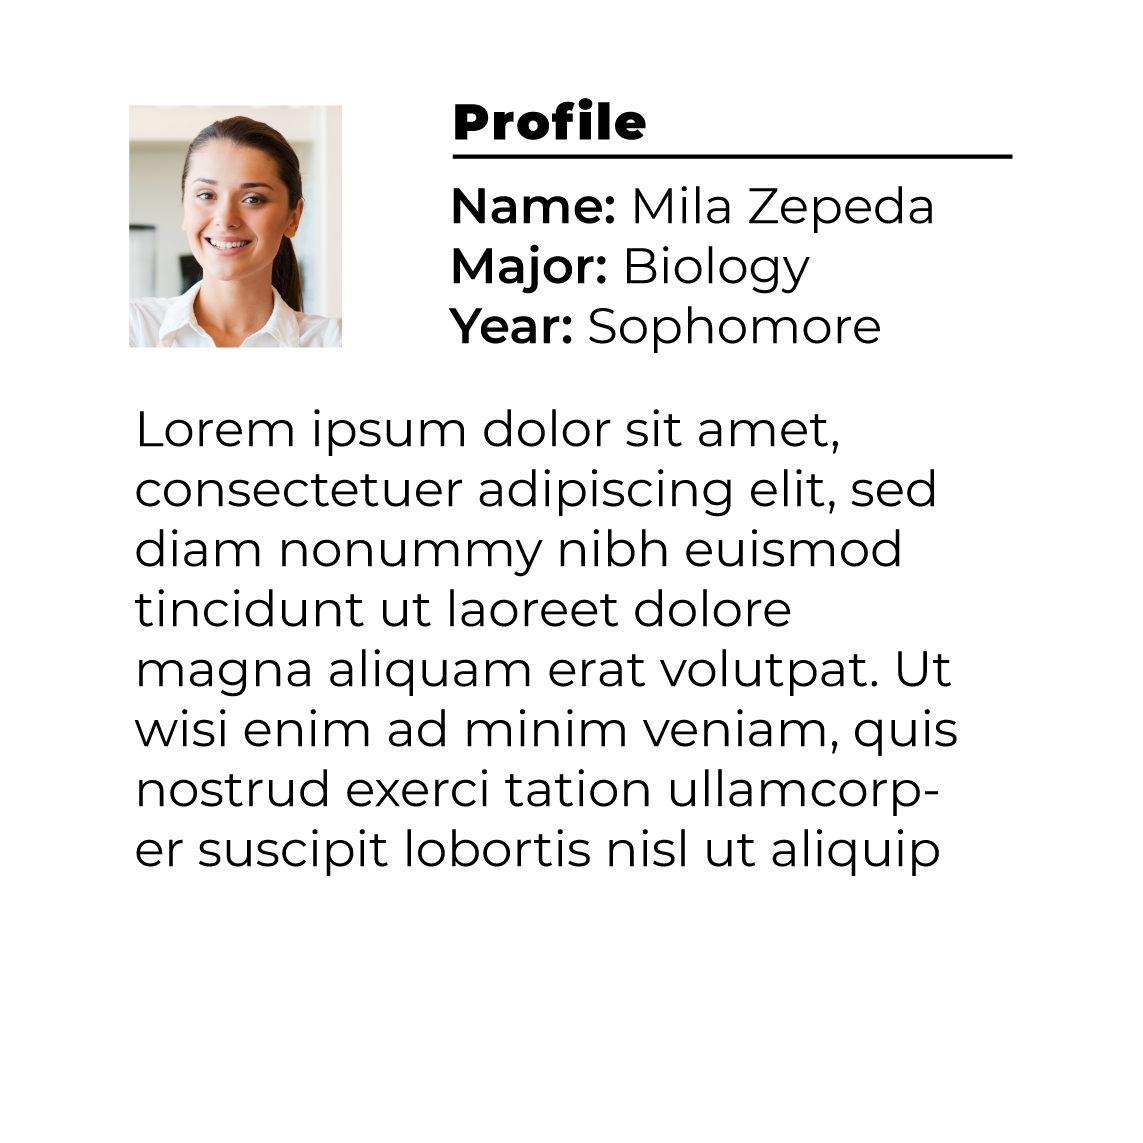 Profile
Name: Mila Zepeda
Major: Biology
Year: Sophomore
Lorem ipsum dolor sit amet,
consectetuer adipiscing elit, sed
diam nonummy nibh euismod
tincidunt ut laoreet dolore
magna aliquam erat volutpat. Ut
wisi enim ad minim veniam, quis
nostrud exerci tation ullamcorp-
er suscipit lobortis nisl ut aliquip